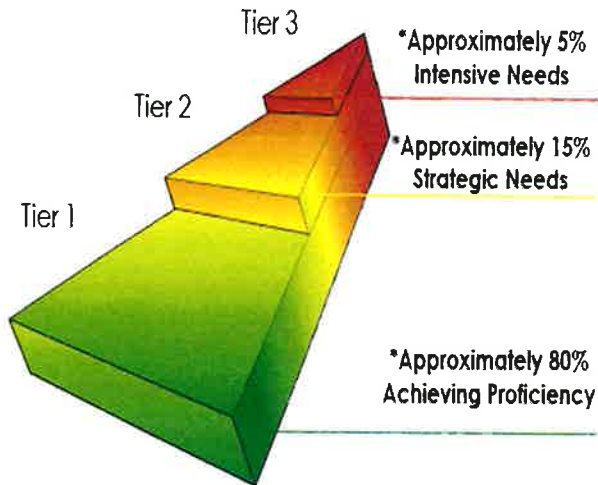 Tier 3
*Approximately 5%
Intensive Needs
Tier 2
*Approximately 15%
Strategic Needs
Tier 1
*Approximately 80%
Achieving Proficiency